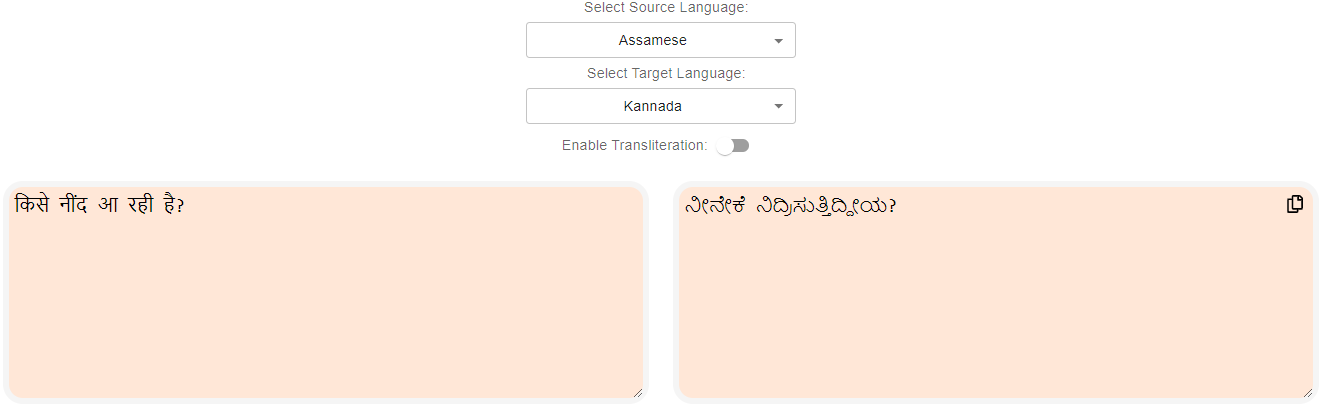 Select Source Language:
Assamese
Select Target Language:
Kannada
Enable Transliteration:
किसे नींद आ रही है?
ನೀನೇಕೆ ನಿದ್ರಿಸುತ್ತಿದ್ದೀಯ?